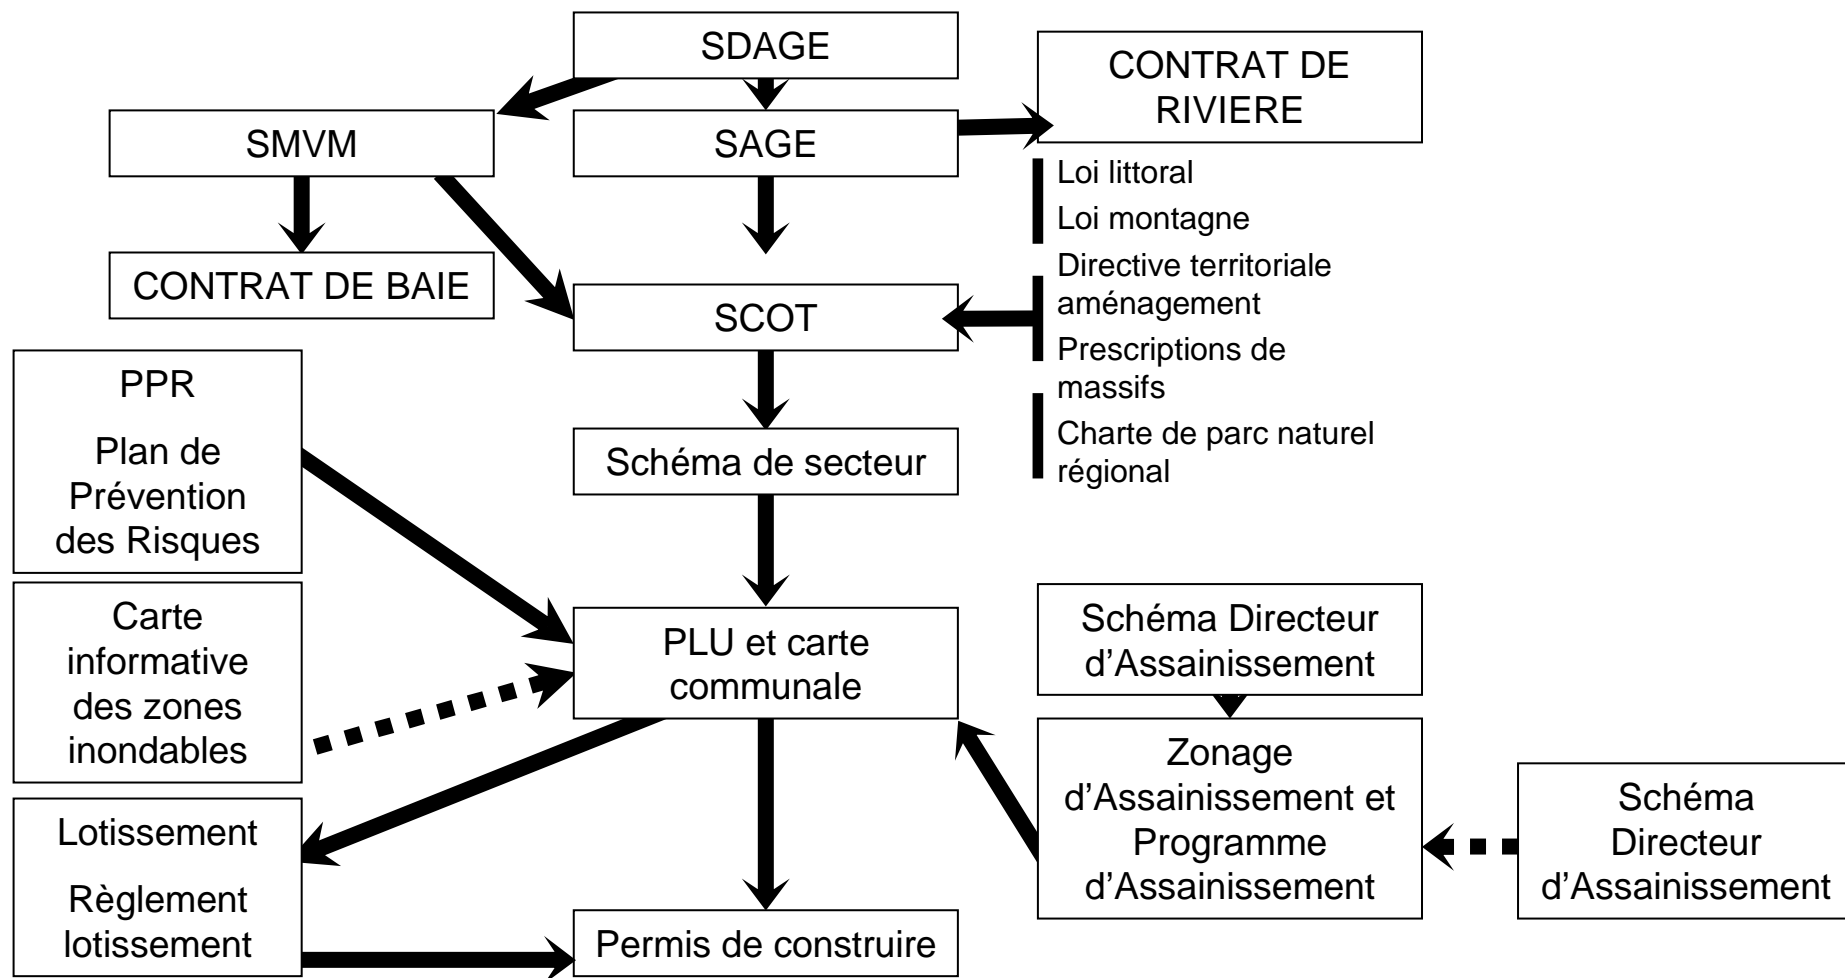 SDAGE
CONTRAT DE
RIVIERE
SMVM
SAGE
Loi littoral
Loi montagne
CONTRAT DE BAIE
Directive territoriale
aménagement
SCOT
Prescriptions de
massifs
PPR
Plan de
Prévention
des Risques
Charte de parc naturel
régional
Schéma de secteur
Carte
informative
des zones
inondables
PLU et carte
communale
Schéma Directeur
d’Assainissement
Zonage
d’Assainissement et
Programme
d’Assainissement
Schéma
Directeur
d’Assainissement
Lotissement
Règlement
lotissement
Permis de construire